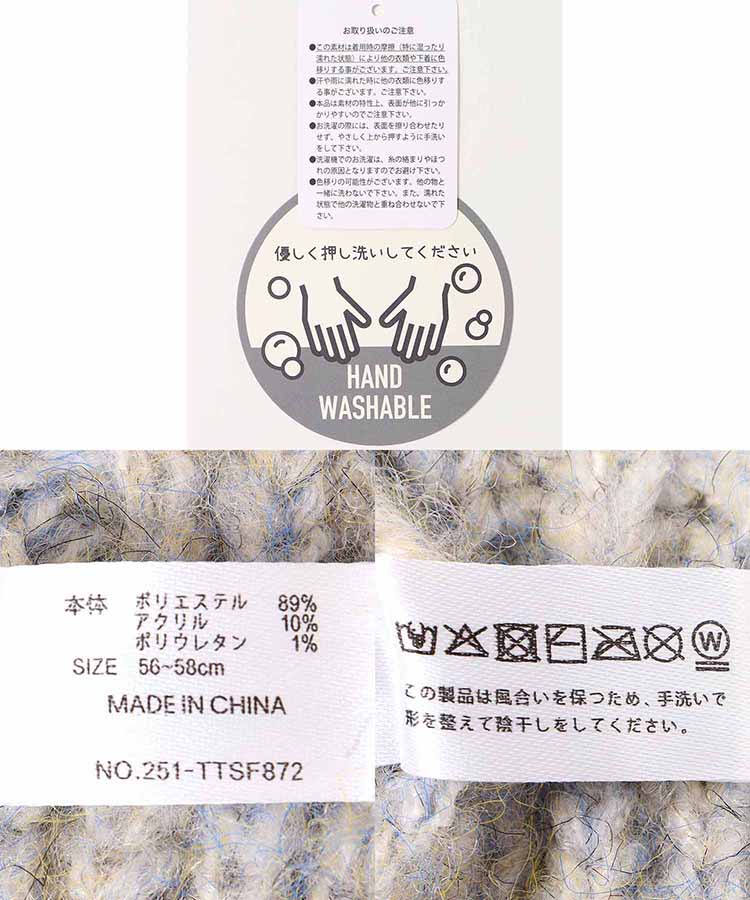 お取り扱いのご注意
●この素材は着用時の摩擦（特に湿ったり
濡れた状態）により他の衣類や下着に色
移りする事がございます。ご注意下さい。
●汗や雨に濡れた時に他の衣類に色移りす
る事がございます。ご注意下さい。
●本品は素材の特性上、表面が他に引っか
かりやすいのでご注意下さい。
●お洗濯の際には、表面を擦り合わせたり
せず、やさしく上から押すように手洗い
をして下さい。
●洗濯機でのお洗濯は、糸の絡まりやほつ
れの原因となりますのでお避け下さい。
●色移りの可能性がございます。他の物と
一緒に洗わないで下さい。また、濡れた
状態で他の洗濯物と重ね合わせないで下
さい。
優しく押し洗いしてください
HAND
WASHABLE
本体 ポリエステル 89%
アクリル 10%
ポリウレタン 1%
SIZE 56~58cm
MADE IN CHINA
NO.251-TTSF872
W
この製品は風合いを保つため、手洗いで
形を整えて陰干しをしてください。